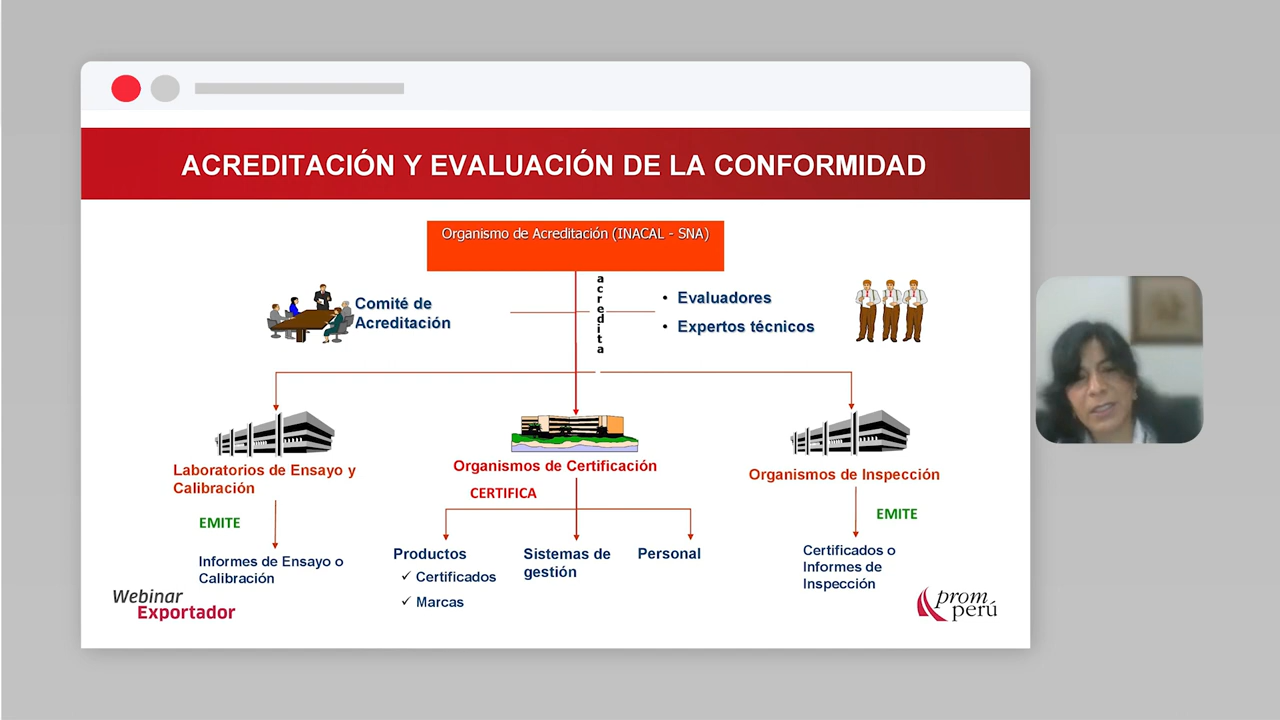 ACREDITACIÓN Y EVALUACIÓN DE LA CONFORMIDAD
Organismo de Acreditación (INACAL - SNA)
acredita
Comité de
Acreditación
• Evaluadores
• Expertos técnicos
Laboratorios de Ensayo y
Calibración
EMITE
Informes de Ensayo o
Calibración
Organismos de Certificación
CERTIFICA
Productos
✓ Certificados
✓ Marcas
Sistemas de
gestión
Personal
Organismos de Inspección
EMITE
Certificados o
Informes de
Inspección
Webinar
Exportador
prom
perú